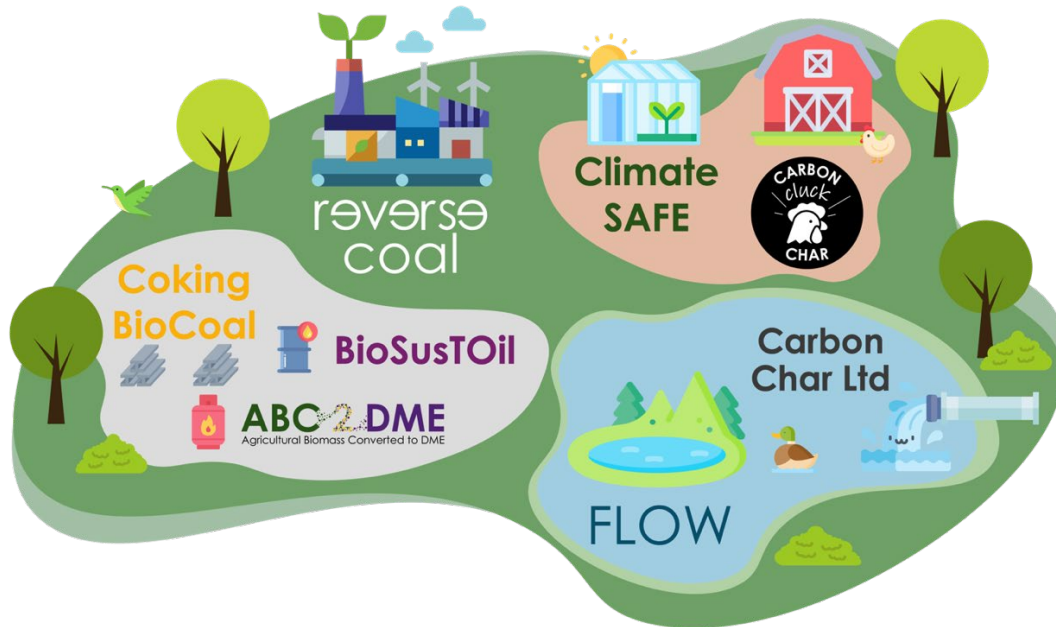 rəvərsə
coal
Climate
SAFE
CARBON
cluck
CHAR
Coking
BioCoal
BioSusTOil
ABC2DME
Agricultural Biomass Converted to DME
Carbon
Char Ltd
FLOW